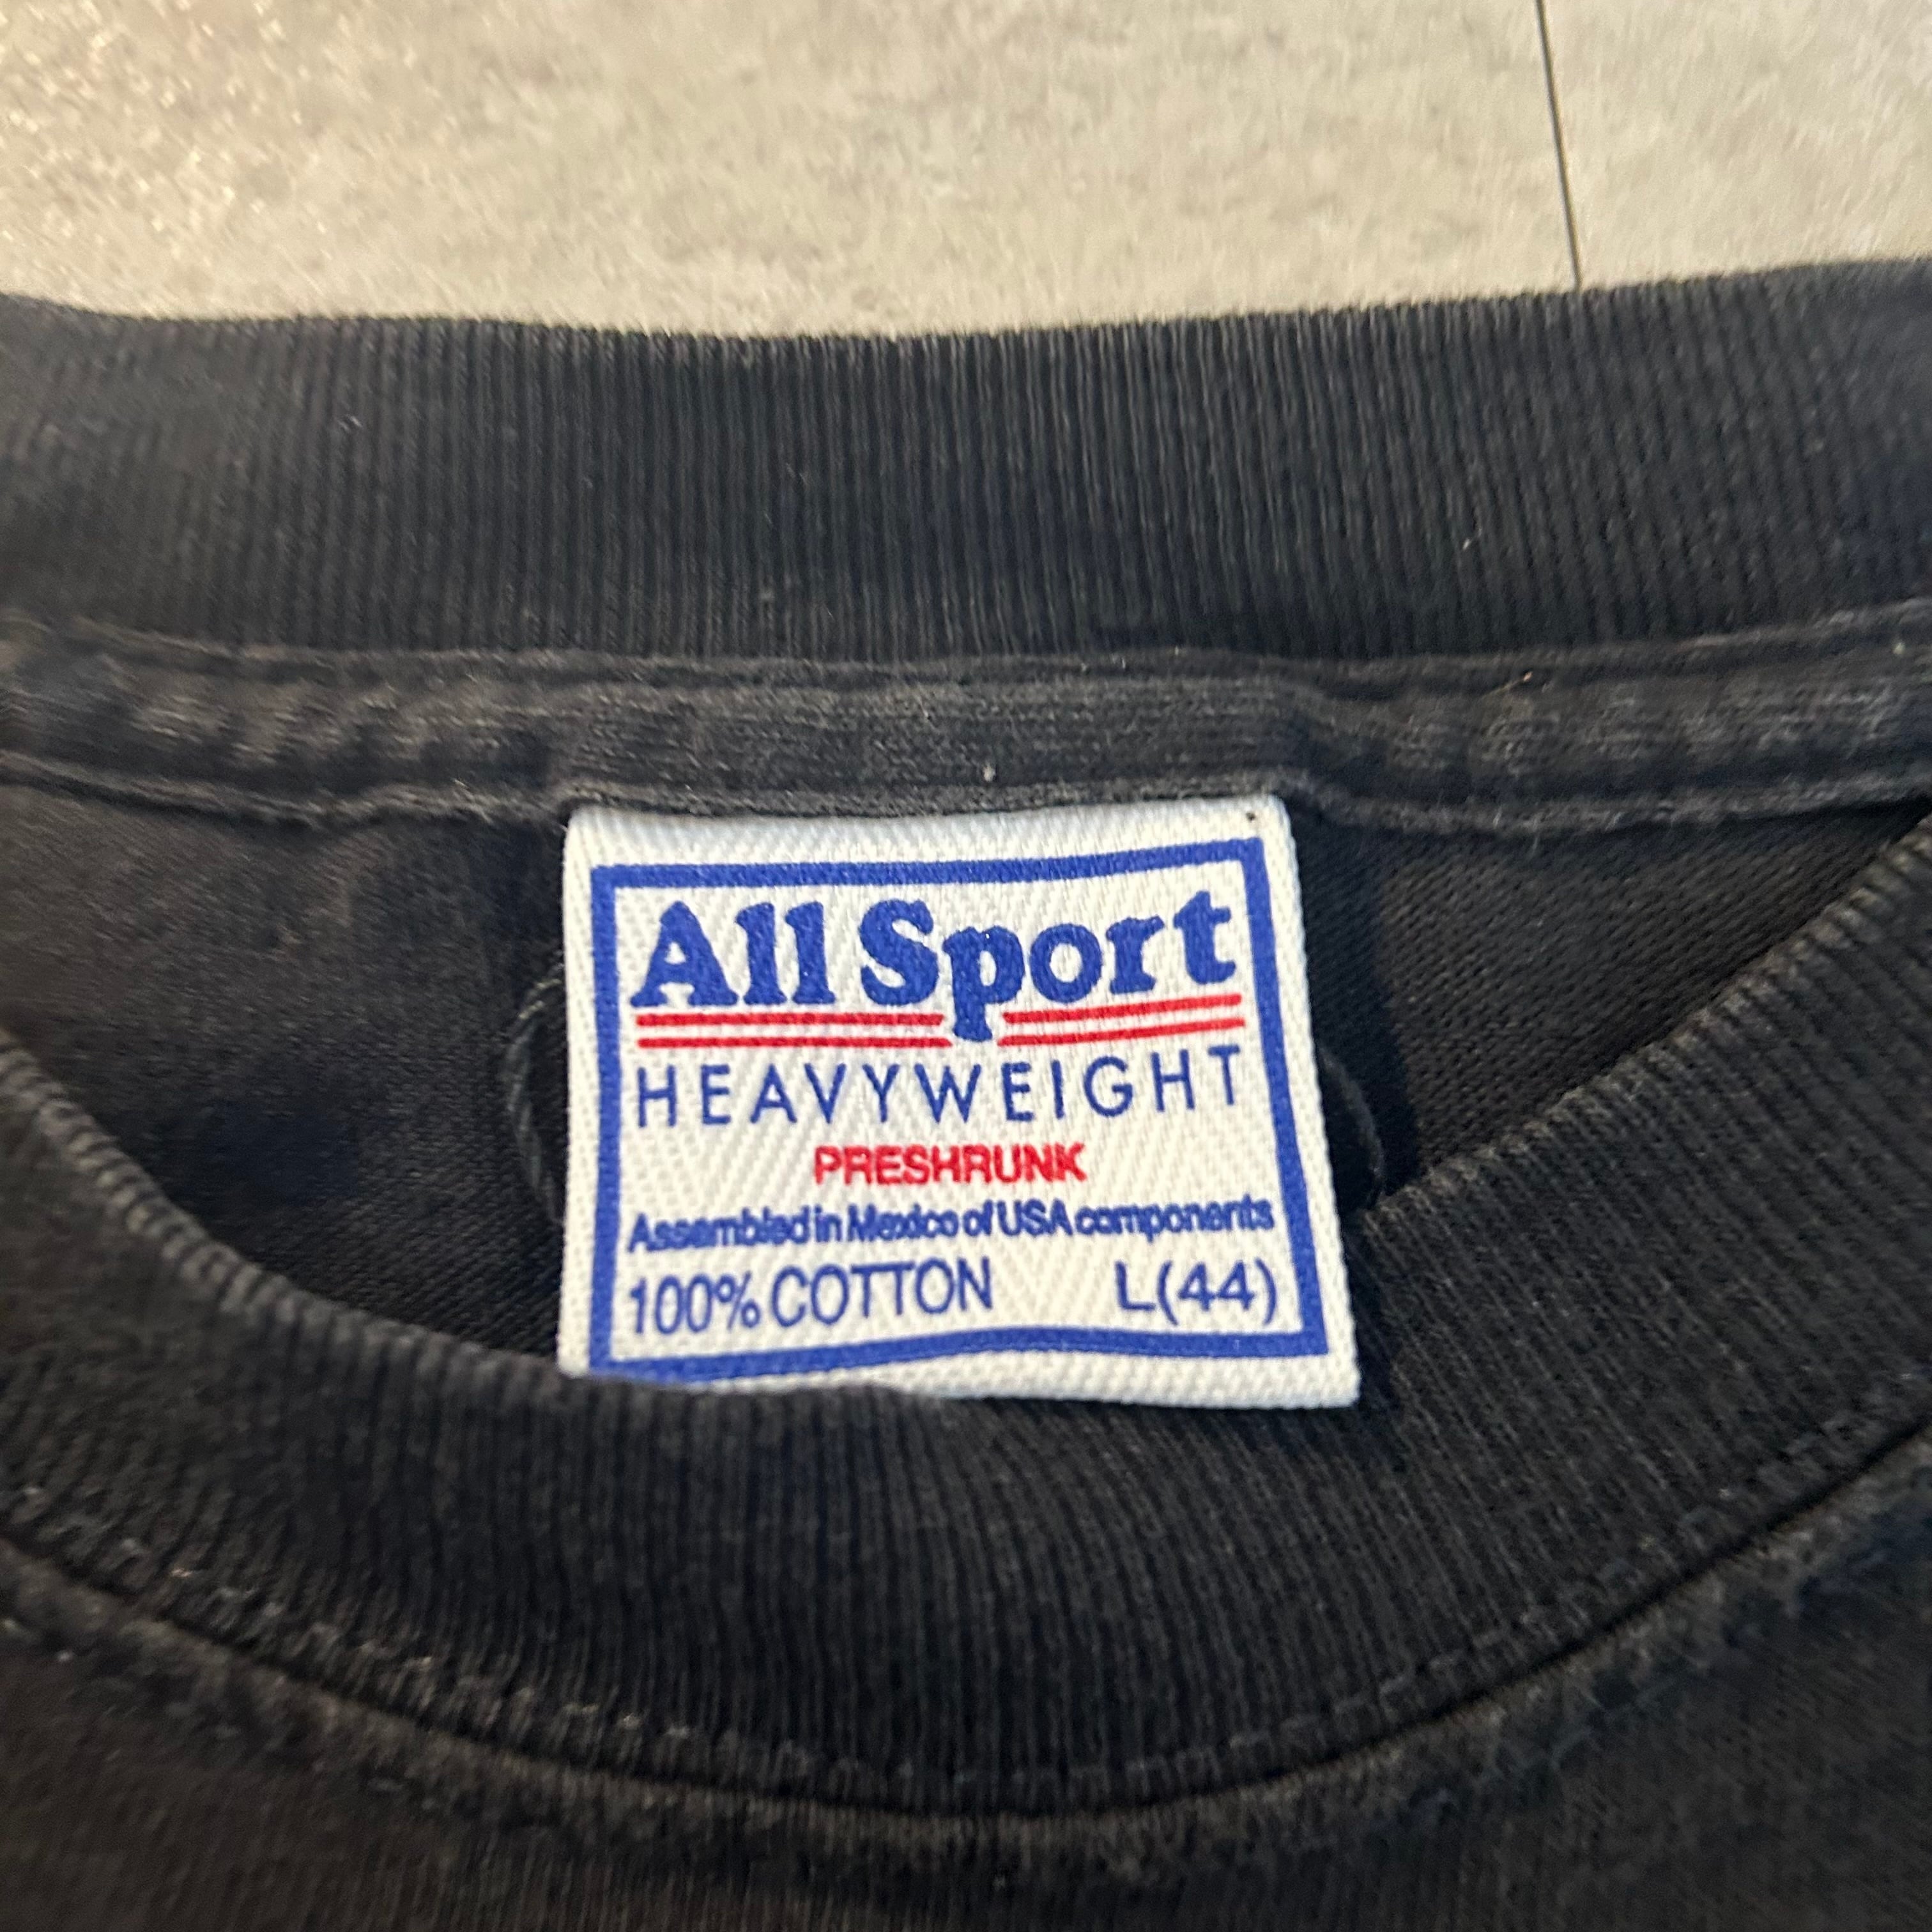 All Sport
HEAVYWEIGHT
PRESHRUNK
Assembled in Mexico of USA components
100% COTTON L(44)